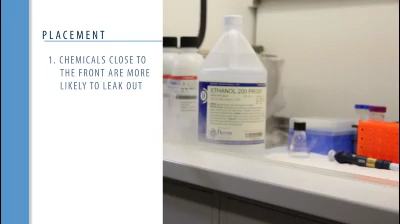 PLACEMENT
1. CHEMICALS CLOSE TO
THE FRONT ARE MORE
LIKELY TO LEAK OUT
ETHANOL 200 PROOF